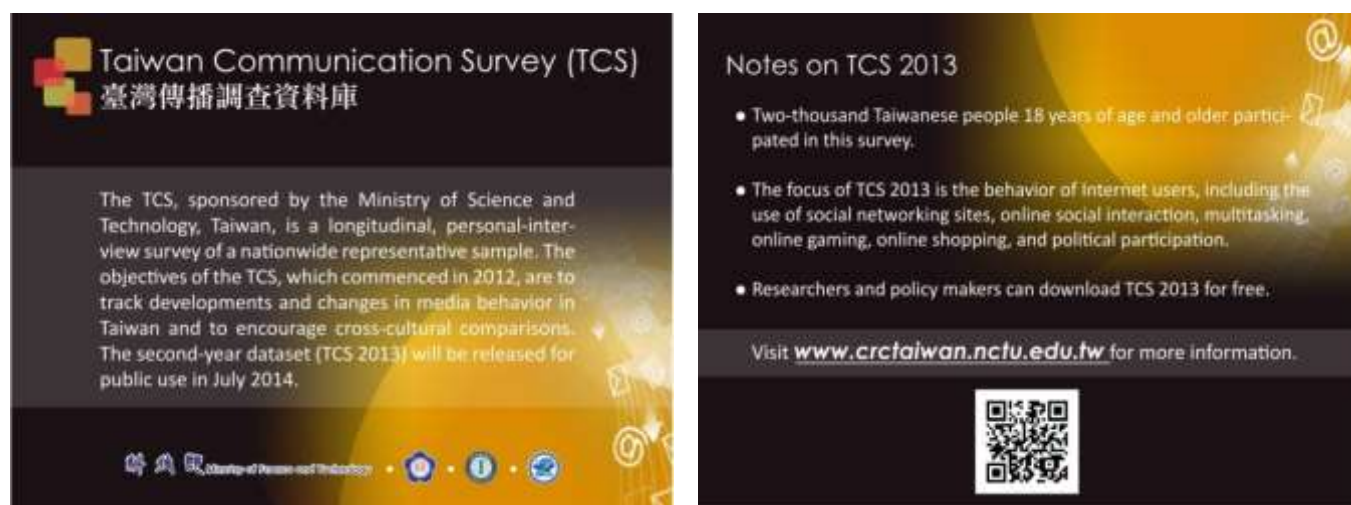 Taiwan Communication Survey (TCS)
臺灣傳播調查資料庫
The TCS, sponsored by the Ministry of Science and
Technology, Taiwan, is a longitudinal, personal-inter-
view survey of a nationwide representative sample. The
objectives of the TCS, which commenced in 2012, are to
track developments and changes in media behavior in
Taiwan and to encourage cross-cultural comparisons.
The second-year dataset (TCS 2013) will be released for
public use in July 2014.
Ministry of Science and Technology
Notes on TCS 2013
● Two-thousand Taiwanese people 18 years of age and older partici-
pated in this survey.
● The focus of TCS 2013 is the behavior of Internet users, including the
use of social networking sites, online social interaction, multitasking,
online gaming, online shopping, and political participation.
● Researchers and policy makers can download TCS 2013 for free.
Visit www.crctaiwan.nctu.edu.tw for more information.